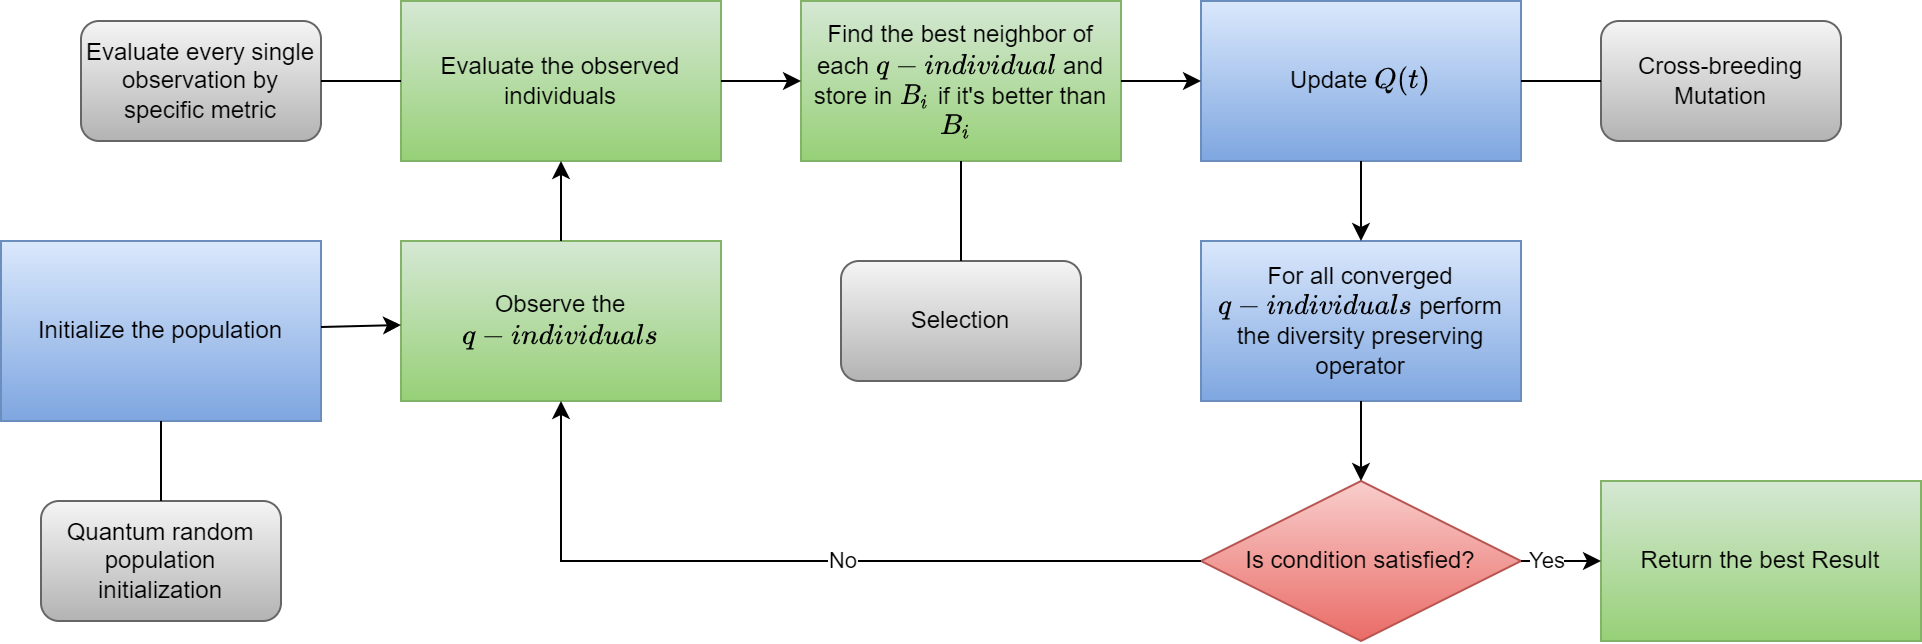 Evaluate every single
observation by
specific metric
Evaluate the observed
individuals
Find the best neighbor of
each q − individual and
store in B_i if it's better than
B_i
Update Q(t)
Cross-breeding
Mutation
Initialize the population
Observe the
q − individuals
Selection
For all converged
q − individuals perform
the diversity preserving
operator
Quantum random
population
initialization
No
Is condition satisfied?
Yes
Return the best Result